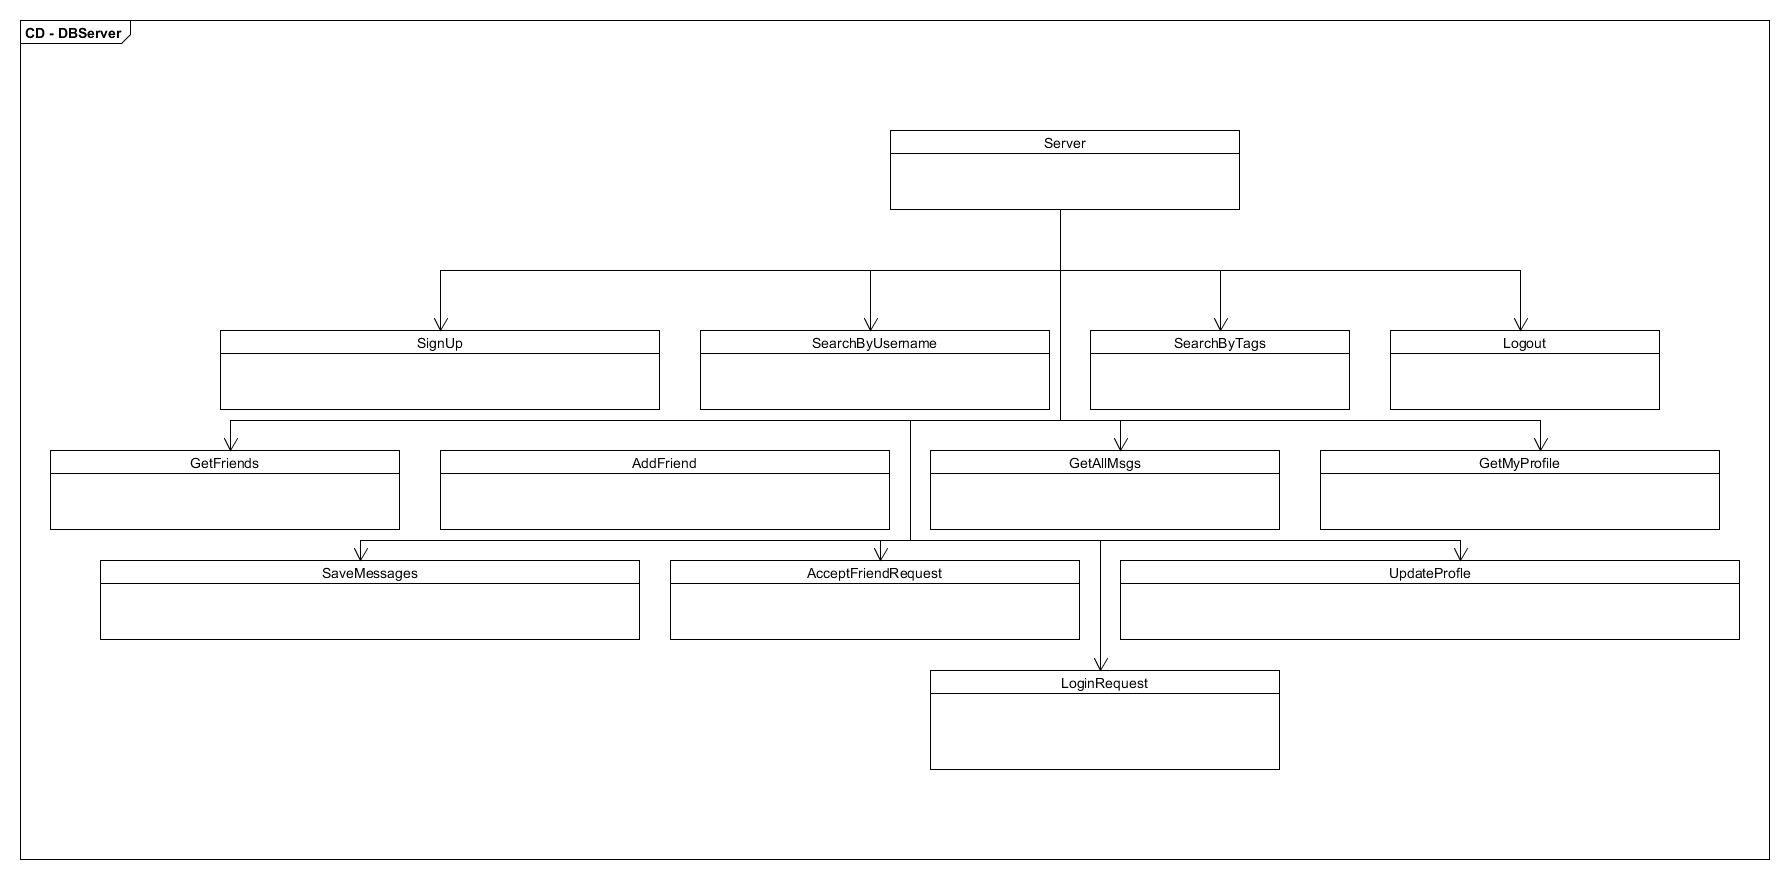 CD - DBServer
Server
SignUp
SearchByUsername
SearchByTags
Logout
GetFriends
AddFriend
GetAllMsgs
GetMyProfile
SaveMessages
AcceptFriendRequest
UpdateProfle
LoginRequest